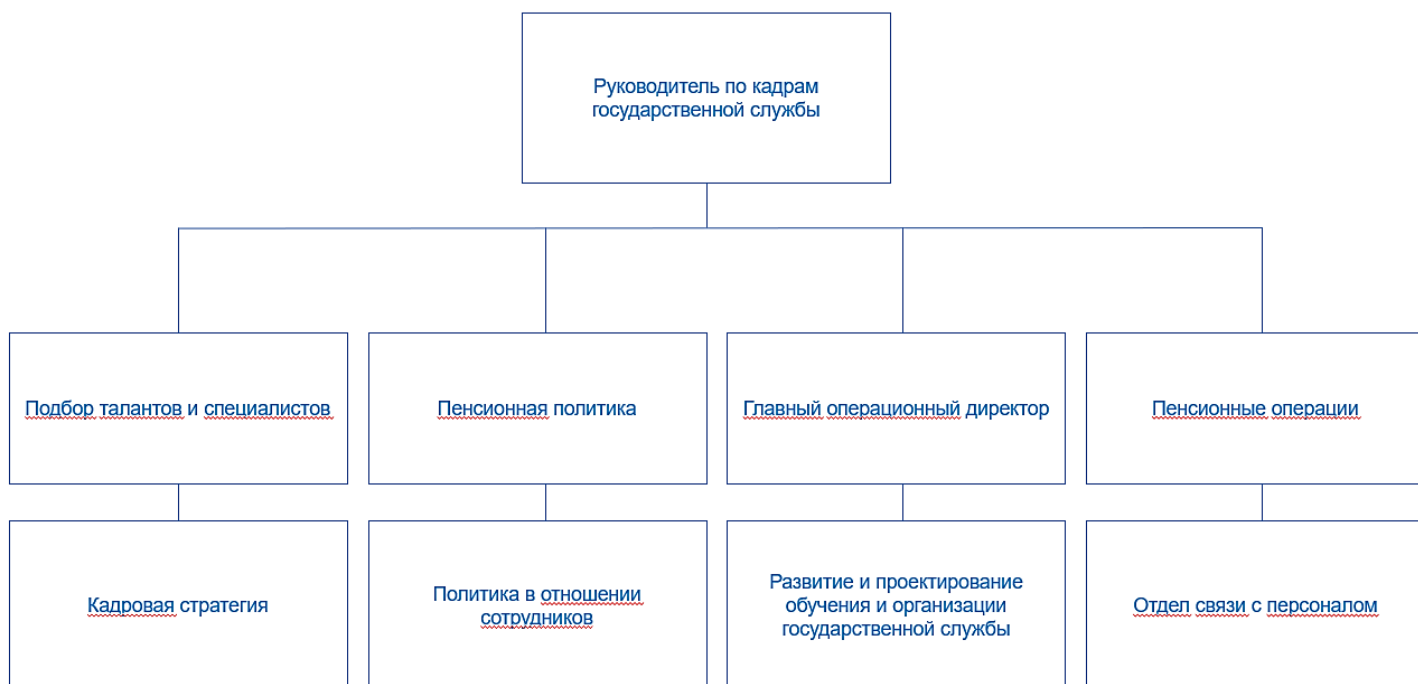 Руководитель по кадрам
государственной службы
Подбор талантов и специалистов
Пенсионная политика
Главный операционный директор
Пенсионные операции
Кадровая стратегия
Политика в отношении
сотрудников
Развитие и проектирование
обучения и организации
государственной службы
Отдел связи с персоналом